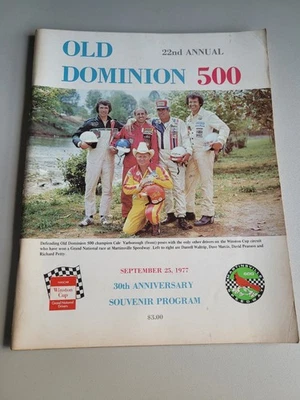 OLD
22nd ANNUAL
DOMINION 500
Defending Old Dominion 500 champion Cale Yarborough (front) poses with the only other drivers on the Winston Cup circuit
who have won a Grand National race at Martinsville Speedway. Left to right are Darrell Waltrip, Dave Marcis, David Pearson and
Richard Petty.
SEPTEMBER 25, 1977
30th ANNIVERSARY
SOUVENIR PROGRAM
$3.00
NASCAR
Winston
Cup